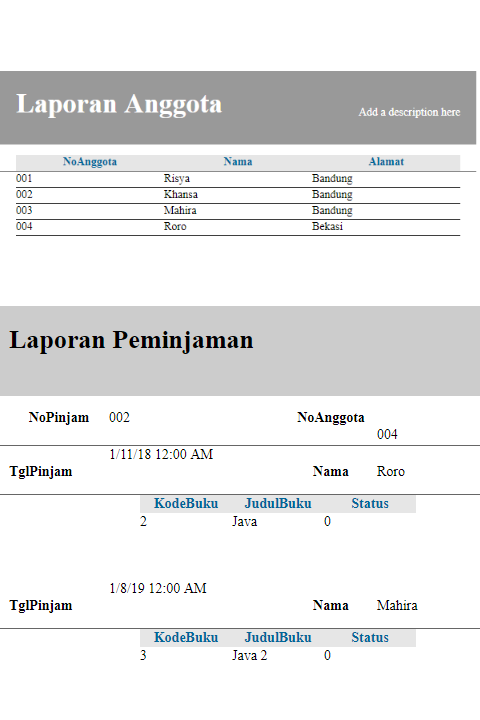 Laporan Anggota
Add a description here
NoAnggota Nama Alamat
001 Risya Bandung
002 Khansa Bandung
003 Mahira Bandung
004 Roro Bekasi
Laporan Peminjaman
NoPinjam 002 NoAnggota
004
1/11/18 12:00 AM
TglPinjam Nama Roro
KodeBuku JudulBuku Status
2 Java 0
1/8/19 12:00 AM
TglPinjam Nama Mahira
KodeBuku JudulBuku Status
3 Java 2 0